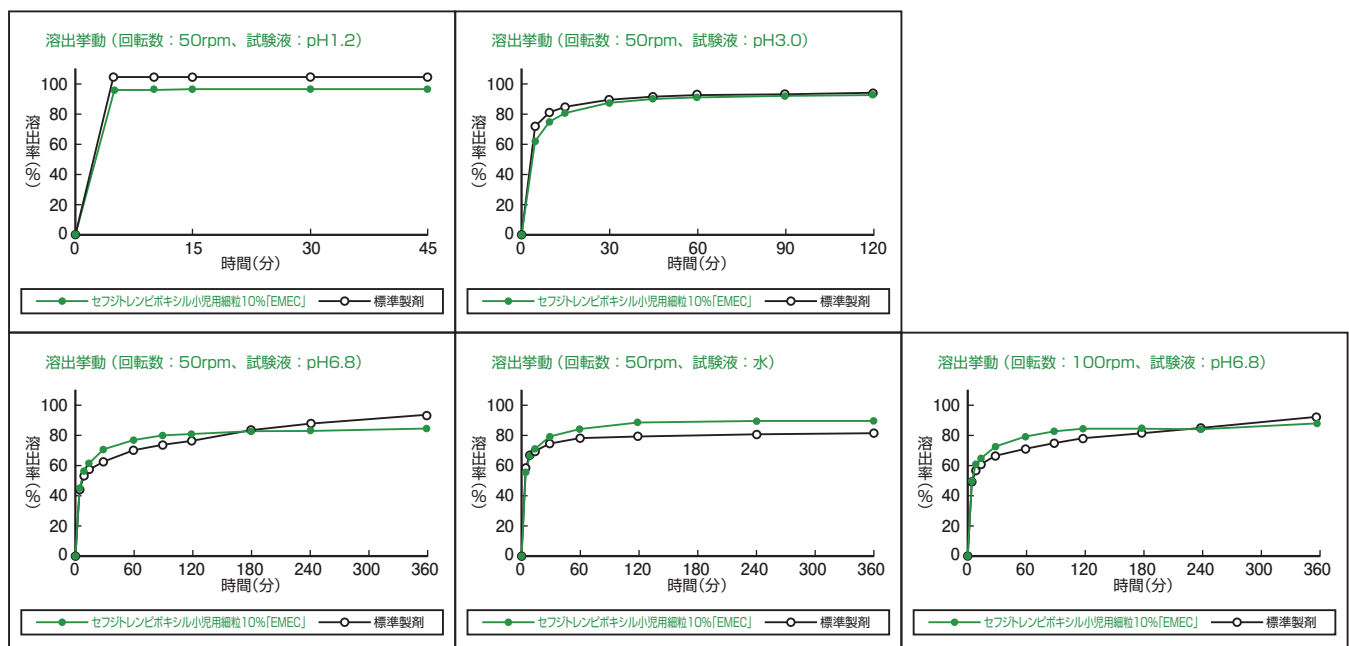 溶出挙動(回転数：50rpm、試験液：pH1.2)
溶出率(%)
100
80
60
40
20
0
0 15 30 45
時間(分)
セフジトレンピボキシル小児用細粒10%「EMEC」 標準製剤
溶出挙動(回転数：50rpm、試験液：pH3.0)
溶出率(%)
100
80
60
40
20
0
0 30 60 90 120
時間(分)
セフジトレンピボキシル小児用細粒10%「EMEC」 標準製剤
溶出挙動(回転数：50rpm、試験液：pH6.8)
溶出率(%)
100
80
60
40
20
0
0 60 120 180 240 300 360
時間(分)
セフジトレンピボキシル小児用細粒10%「EMEC」 標準製剤
溶出挙動(回転数：50rpm、試験液：水)
溶出率(%)
100
80
60
40
20
0
0 60 120 180 240 300 360
時間(分)
セフジトレンピボキシル小児用細粒10%「EMEC」 標準製剤
溶出挙動(回転数：100rpm、試験液：pH6.8)
溶出率(%)
100
80
60
40
20
0
0 60 120 180 240 300 360
時間(分)
セフジトレンピボキシル小児用細粒10%「EMEC」 標準製剤